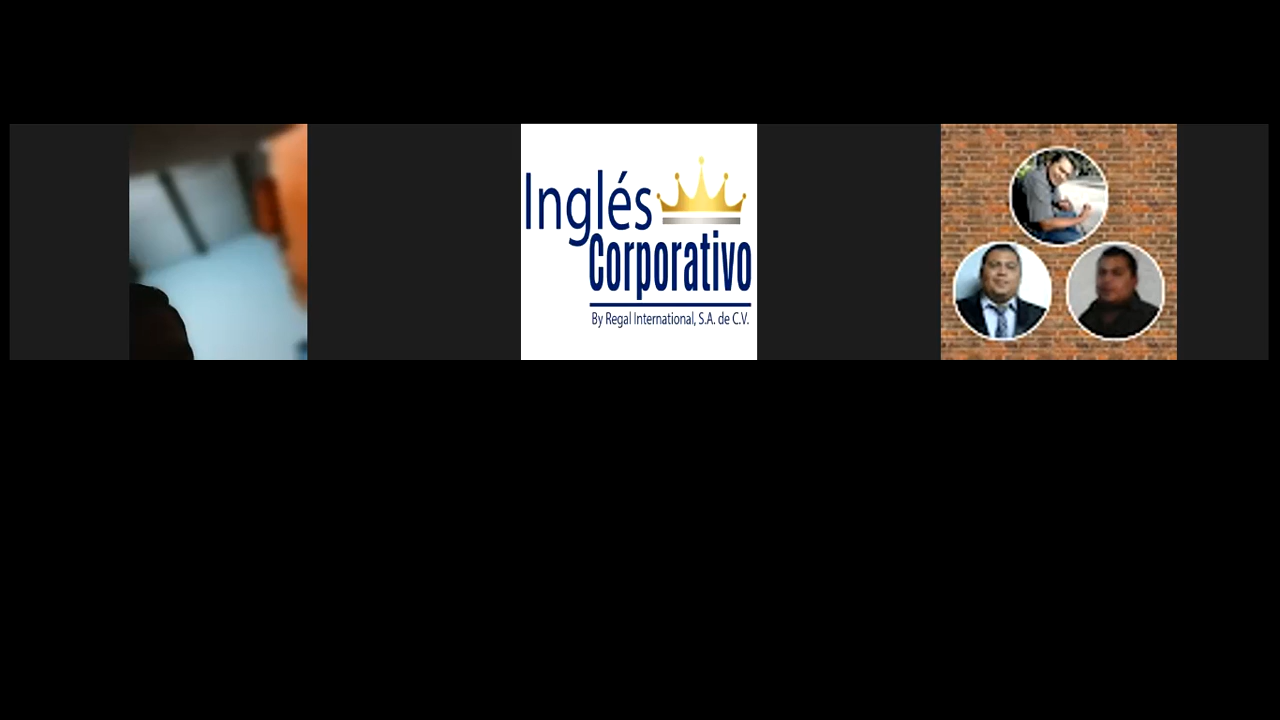 Inglés
Corporativo
By Regal International, S.A. de C.V.